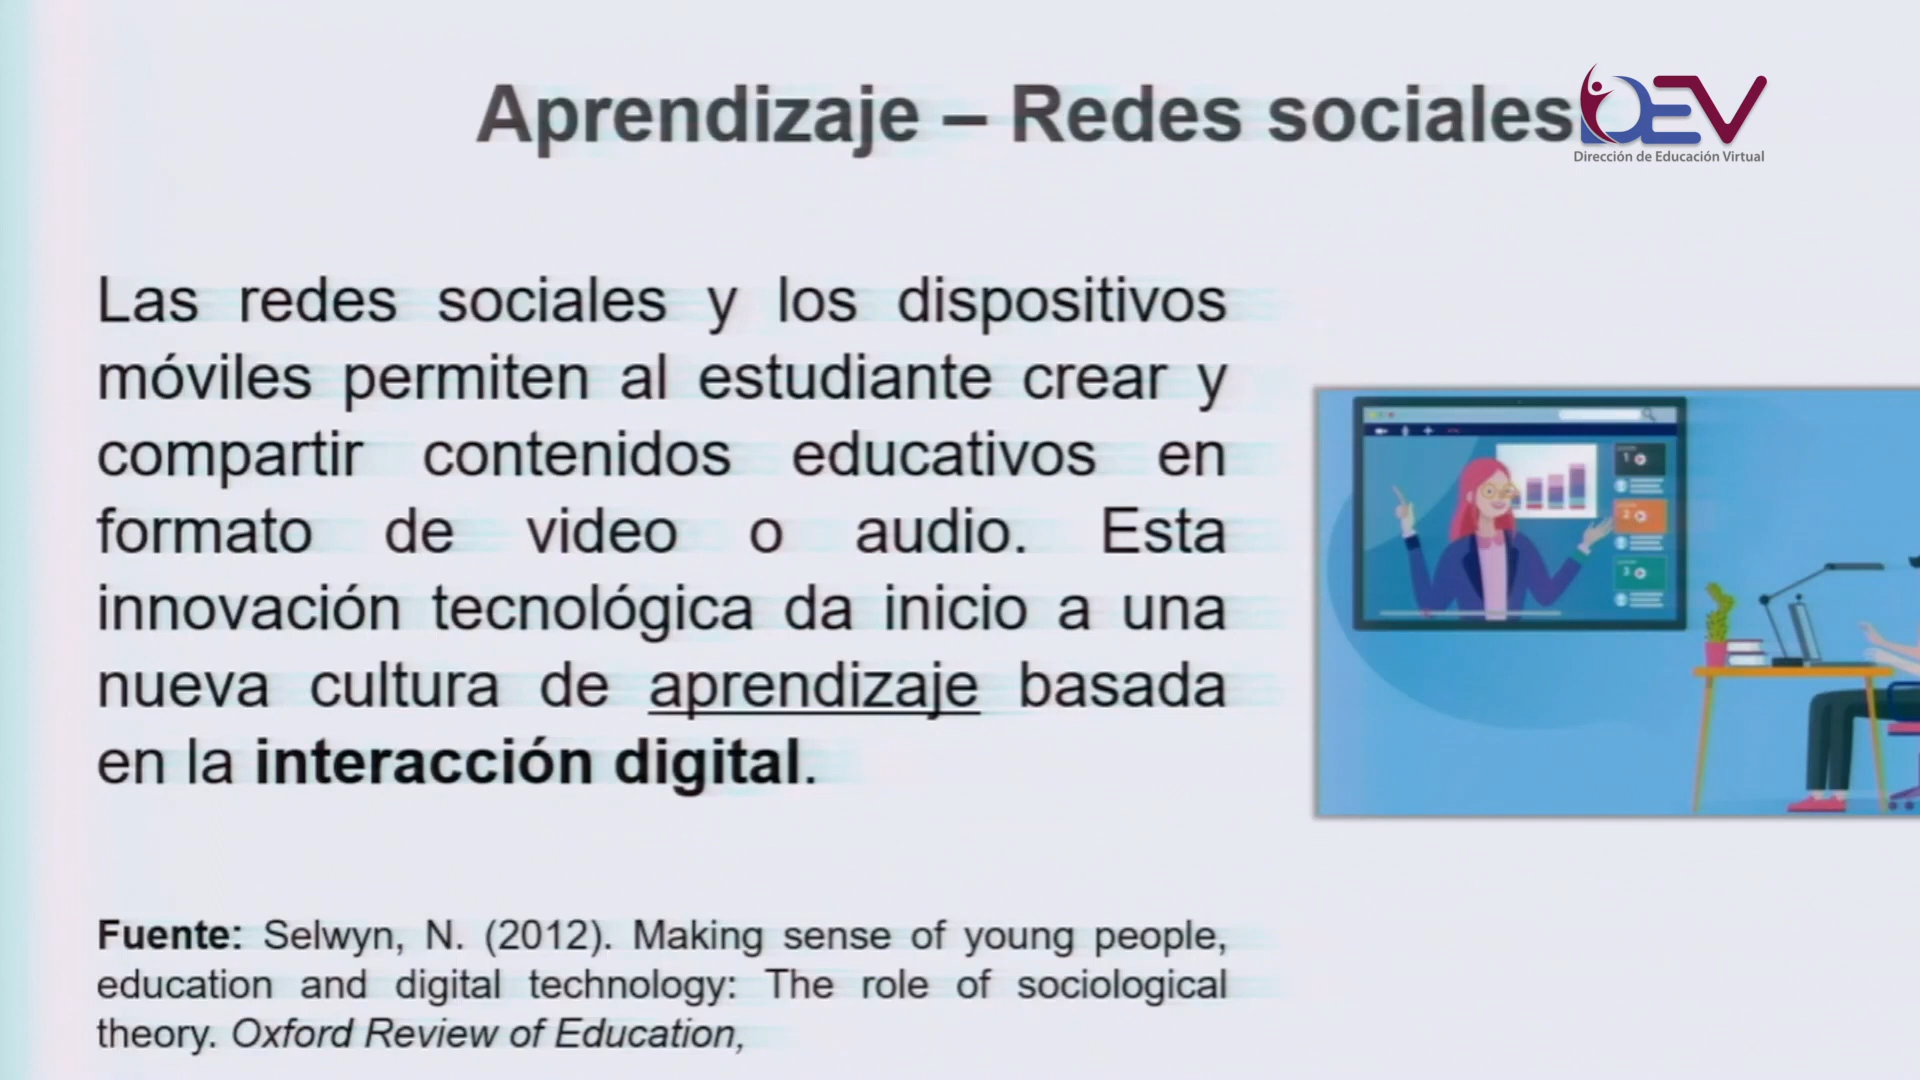 Aprendizaje – Redes sociales
DEV
Dirección de Educación Virtual
Las redes sociales y los dispositivos
móviles permiten al estudiante crear y
compartir contenidos educativos en
formato de video o audio. Esta
innovación tecnológica da inicio a una
nueva cultura de aprendizaje basada
en la interacción digital.
1
2
3
Fuente: Selwyn, N. (2012). Making sense of young people,
education and digital technology: The role of sociological
theory. Oxford Review of Education,